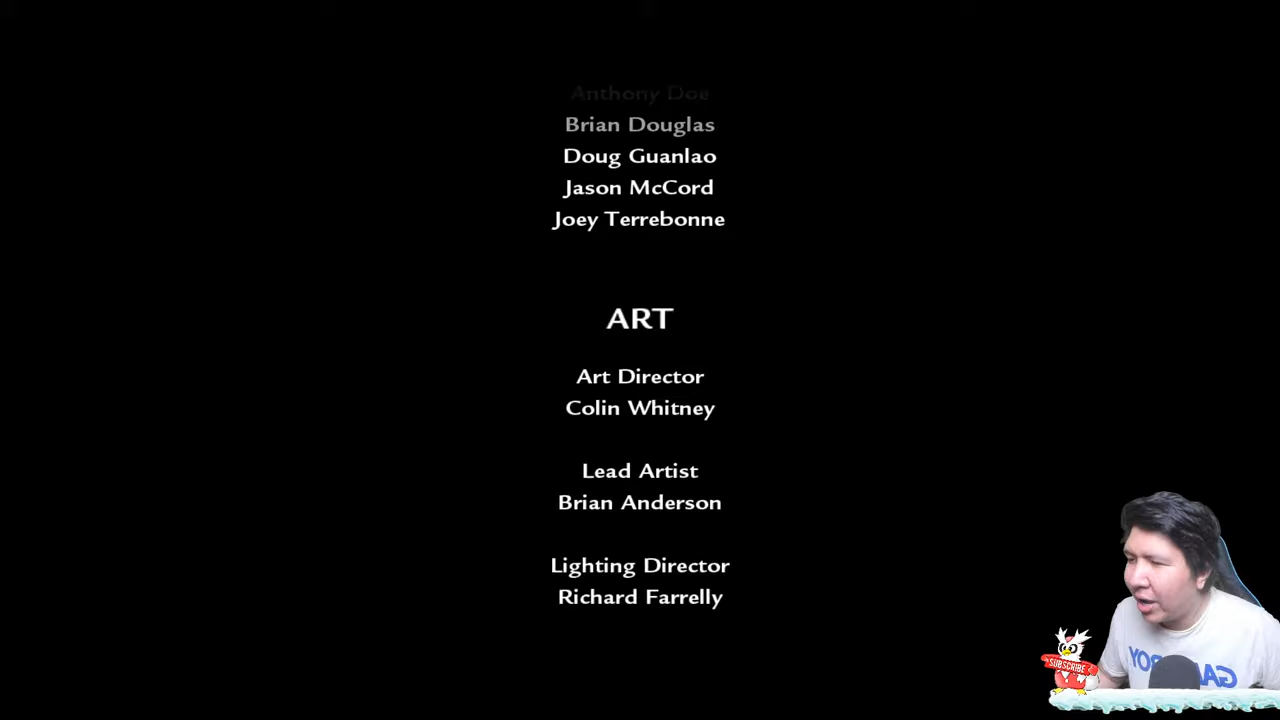 Anthony Doe
Brian Douglas
Doug Guanlao
Jason McCord
Joey Terrebonne
ART
Art Director
Colin Whitney
Lead Artist
Brian Anderson
Lighting Director
Richard Farrelly
SUBSCRIBE